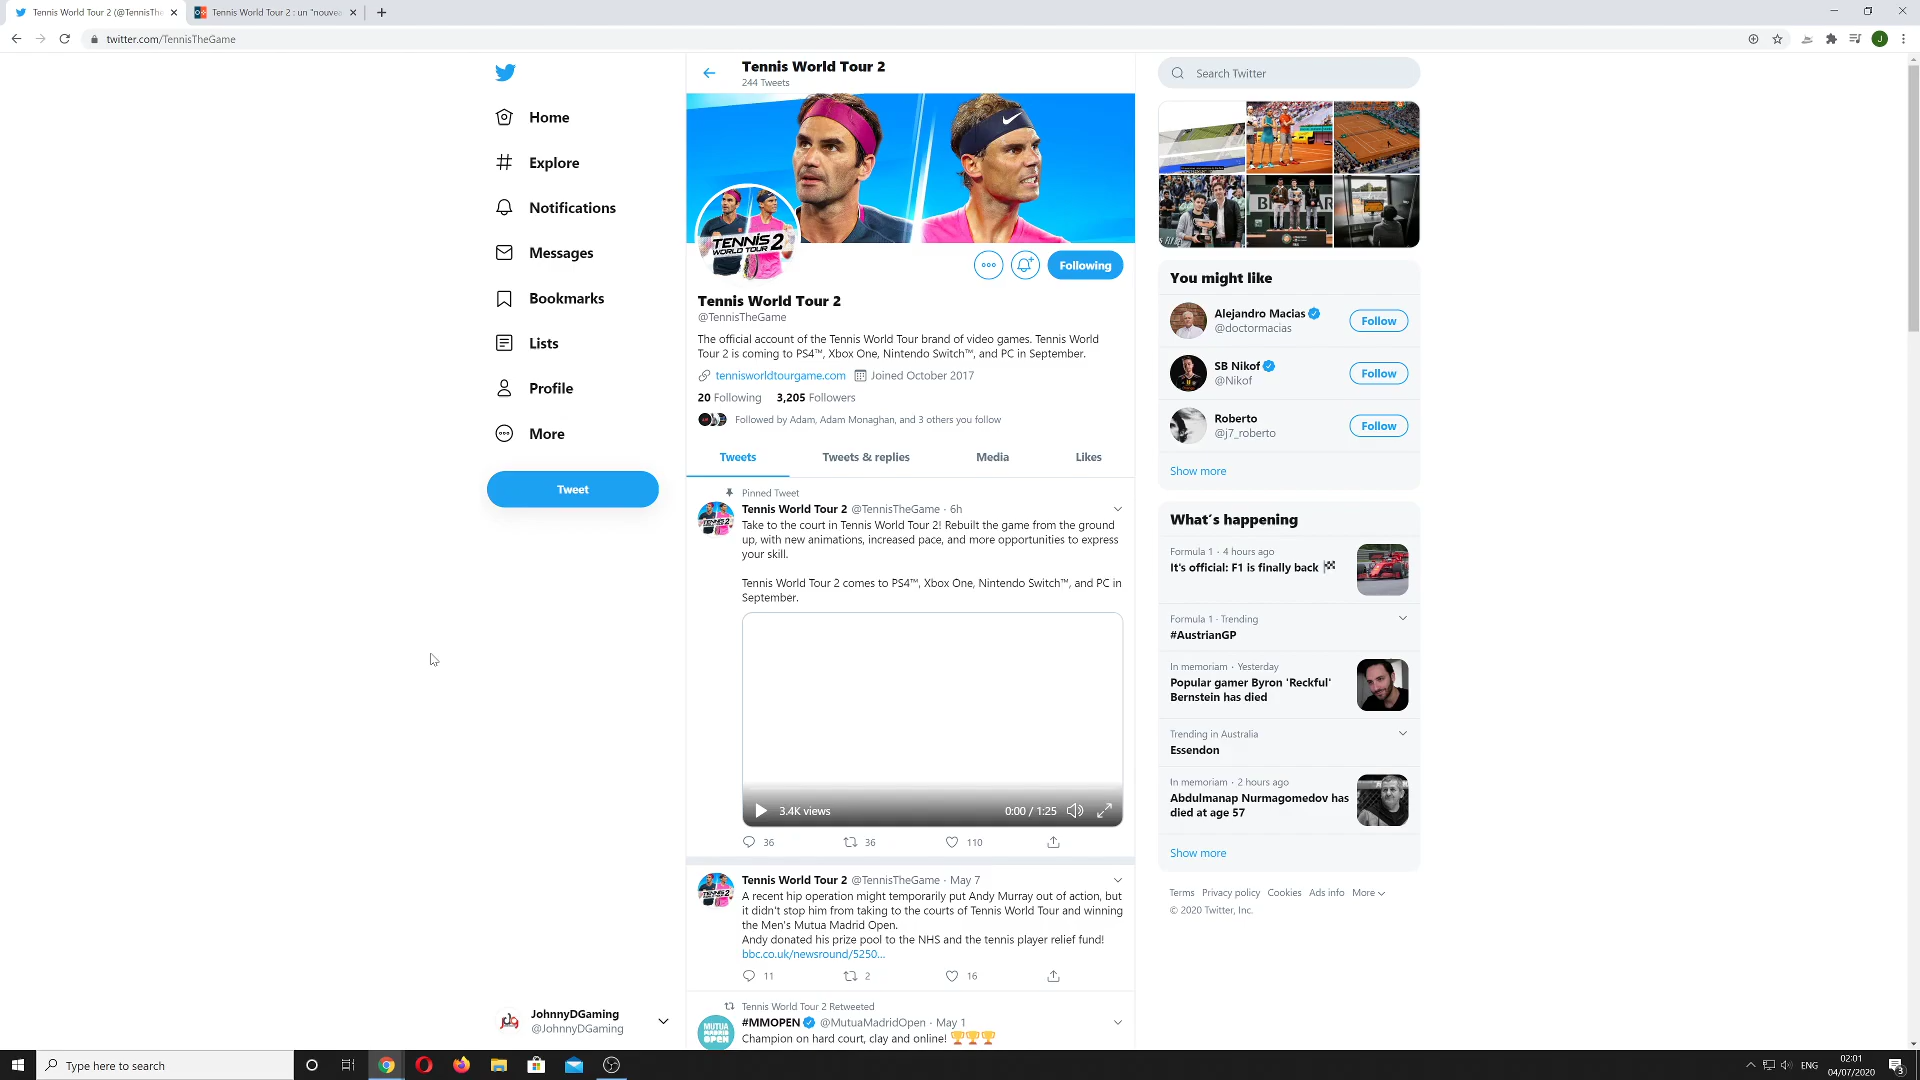 Tennis World Tour 2 (@TennisThe
Tennis World Tour 2 : un "nouvea
twitter.com/TennisTheGame
J
Home
Explore
Notifications
Messages
Bookmarks
Lists
Profile
More
Tweet
JohnnyDGaming
@JohnnyDGaming
Tennis World Tour 2
244 Tweets
TENNIS
WORLD TOUR 2
Following
Tennis World Tour 2
@TennisTheGame
The official account of the Tennis World Tour brand of video games. Tennis World
Tour 2 is coming to PS4™, Xbox One, Nintendo Switch™, and PC in September.
tennisworldtourgame.com Joined October 2017
20 Following 3,205 Followers
Followed by Adam, Adam Monaghan, and 3 others you follow
Tweets Tweets & replies Media Likes
Pinned Tweet
Tennis World Tour 2 @TennisTheGame · 6h
Take to the court in Tennis World Tour 2! Rebuilt the game from the ground
up, with new animations, increased pace, and more opportunities to express
your skill.
Tennis World Tour 2 comes to PS4™, Xbox One, Nintendo Switch™, and PC in
September.
3.4K views 0:00 / 1:25
36 36 110
Tennis World Tour 2 @TennisTheGame · May 7
A recent hip operation might temporarily put Andy Murray out of action, but
it didn't stop him from taking to the courts of Tennis World Tour and winning
the Men's Mutua Madrid Open.
Andy donated his prize pool to the NHS and the tennis player relief fund!
bbc.co.uk/newsround/5250...
11 2 16
Tennis World Tour 2 Retweeted
#MMOPEN @MutuaMadridOpen · May 1
MUTUA
MADRID
OPEN
Champion on hard court, clay and online! 🏆🏆🏆
Search Twitter
You might like
Alejandro Macias
@doctormacias
Follow
SB Nikof
@Nikof
Follow
Roberto
@j7_roberto
Follow
Show more
What's happening
Formula 1 · 4 hours ago
It's official: F1 is finally back 🏁
Formula 1 · Trending
#AustrianGP
In memoriam · Yesterday
Popular gamer Byron 'Reckful'
Bernstein has died
Trending in Australia
Essendon
In memoriam · 2 hours ago
Abdulmanap Nurmagomedov has
died at age 57
Show more
Terms Privacy policy Cookies Ads info More
© 2020 Twitter, Inc.
Type here to search
ENG
02:01
04/07/2020
3